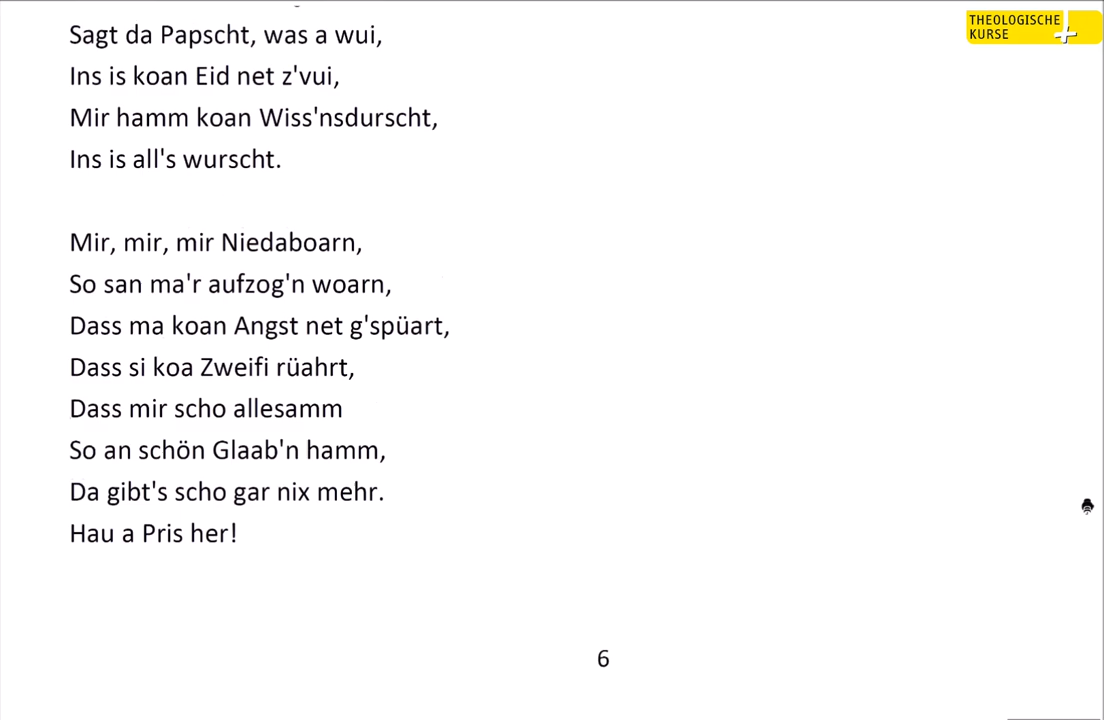 THEOLOGISCHE
KURSE
Sagt da Papscht, was a wui,
Ins is koan Eid net z'vui,
Mir hamm koan Wiss'nsdurscht,
Ins is all's wurscht.
Mir, mir, mir Niedaboarn,
So san ma'r aufzog'n woarn,
Dass ma koan Angst net g'spüart,
Dass si koa Zweifi rüahrt,
Dass mir scho allesamm
So an schön Glaab'n hamm,
Da gibt's scho gar nix mehr.
Hau a Pris her!
6